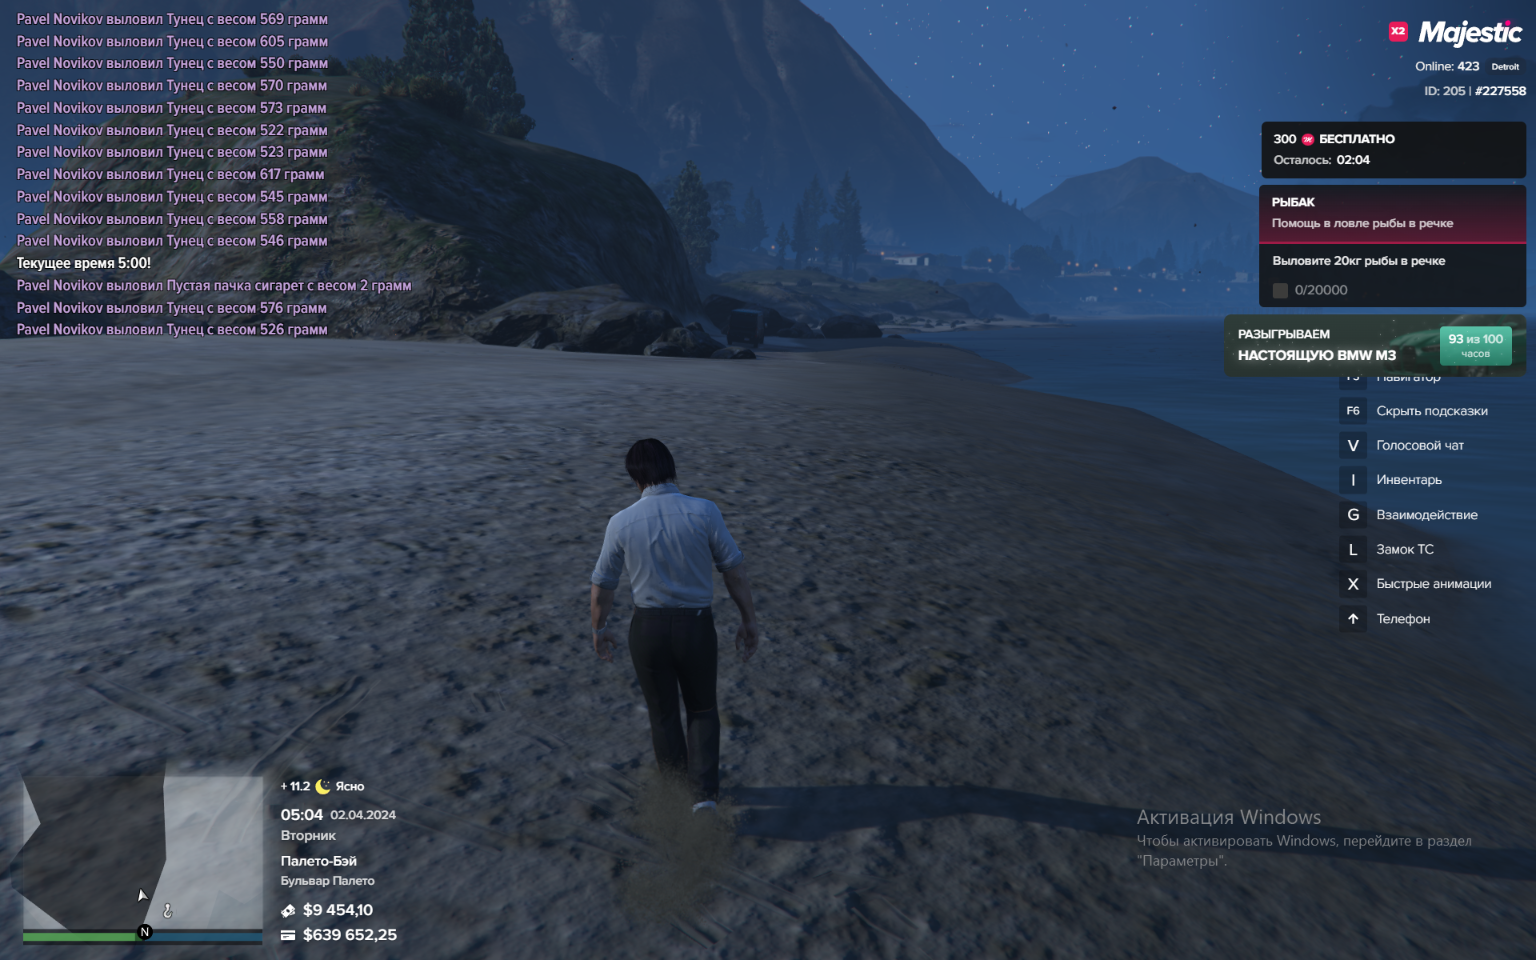 Pavel Novikov выловил Тунец с весом 569 грамм
Pavel Novikov выловил Тунец с весом 605 грамм
Pavel Novikov выловил Тунец с весом 550 грамм
Pavel Novikov выловил Тунец с весом 570 грамм
Pavel Novikov выловил Тунец с весом 573 грамм
Pavel Novikov выловил Тунец с весом 522 грамм
Pavel Novikov выловил Тунец с весом 523 грамм
Pavel Novikov выловил Тунец с весом 617 грамм
Pavel Novikov выловил Тунец с весом 545 грамм
Pavel Novikov выловил Тунец с весом 558 грамм
Pavel Novikov выловил Тунец с весом 546 грамм
Текущее время 5:00!
Pavel Novikov выловил Пустая пачка сигарет с весом 2 грамм
Pavel Novikov выловил Тунец с весом 576 грамм
Pavel Novikov выловил Тунец с весом 526 грамм
X2 Majestic
Online: 423 Detroit
ID: 205 | #227558
300 БЕСПЛАТНО
Осталось: 02:04
РЫБАК
Помощь в ловле рыбы в речке
Выловите 20кг рыбы в речке
0/20000
РАЗЫГРЫВАЕМ
НАСТОЯЩУЮ BMW M3
93 из 100
часов
Навигатор
F6 Скрыть подсказки
V Голосовой чат
I Инвентарь
G Взаимодействие
L Замок ТС
X Быстрые анимации
↑ Телефон
+ 11.2 Ясно
05:04 02.04.2024
Вторник
Палето-Бэй
Бульвар Палето
$9 454,10
$639 652,25
N
Активация Windows
Чтобы активировать Windows, перейдите в раздел
"Параметры".